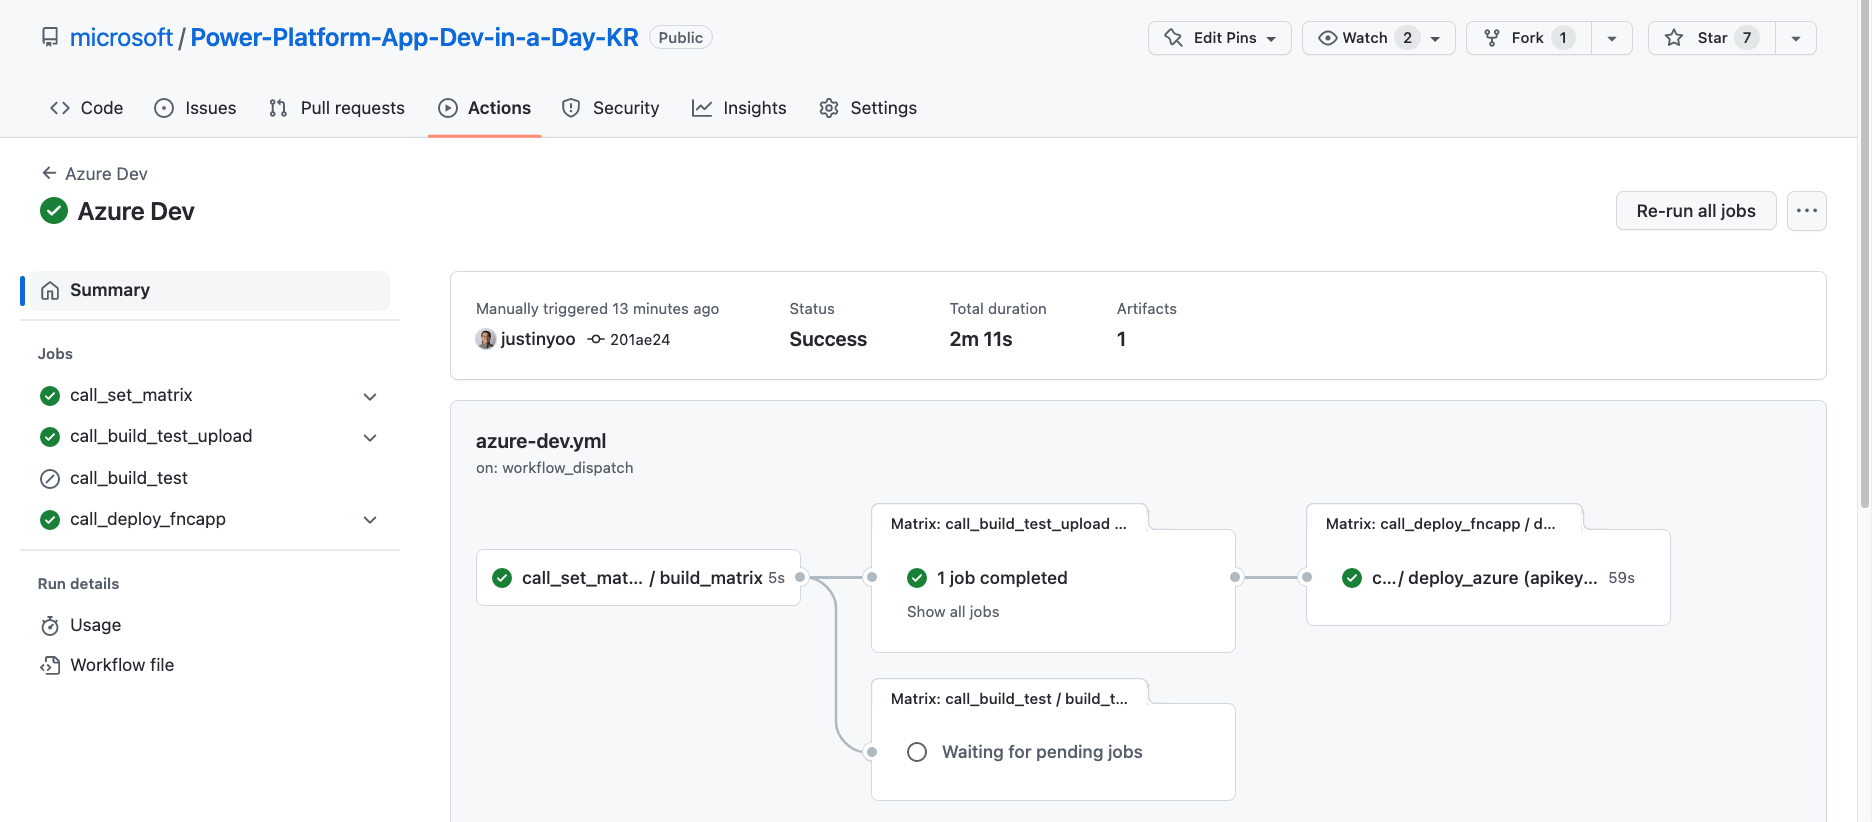 microsoft / Power-Platform-App-Dev-in-a-Day-KR Public
Edit Pins Watch 2 Fork 1 Star 7
Code Issues Pull requests Actions Security Insights Settings
Azure Dev
Azure Dev
Re-run all jobs
Summary
Jobs
call_set_matrix
call_build_test_upload
call_build_test
call_deploy_fncapp
Run details
Usage
Workflow file
Manually triggered 13 minutes ago
justinyoo 201ae24
Status
Success
Total duration
2m 11s
Artifacts
1
azure-dev.yml
on: workflow_dispatch
call_set_mat... / build_matrix 5s
Matrix: call_build_test_upload ...
1 job completed
Show all jobs
Matrix: call_deploy_fncapp / d...
c.../ deploy_azure (apikey... 59s
Matrix: call_build_test / build_t...
Waiting for pending jobs